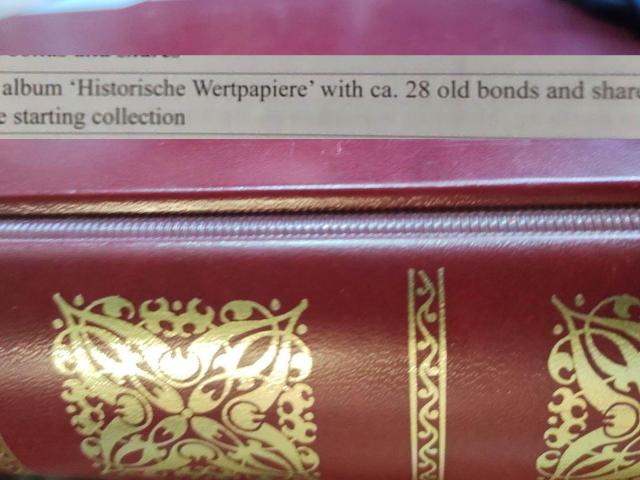 album ‘Historische Wertpapiere’ with ca. 28 old bonds and share
starting collection